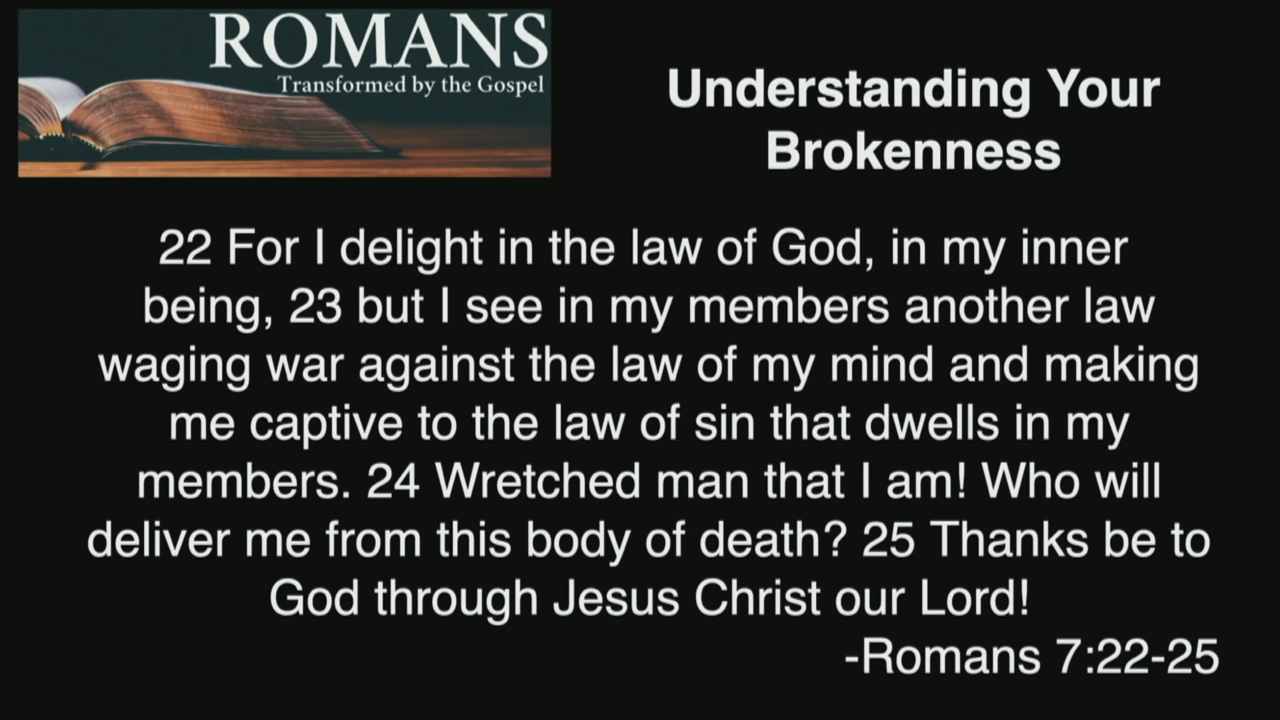 ROMANS
Transformed by the Gospel
Understanding Your
Brokenness
22 For I delight in the law of God, in my inner
being, 23 but I see in my members another law
waging war against the law of my mind and making
me captive to the law of sin that dwells in my
members. 24 Wretched man that I am! Who will
deliver me from this body of death? 25 Thanks be to
God through Jesus Christ our Lord!
-Romans 7:22-25